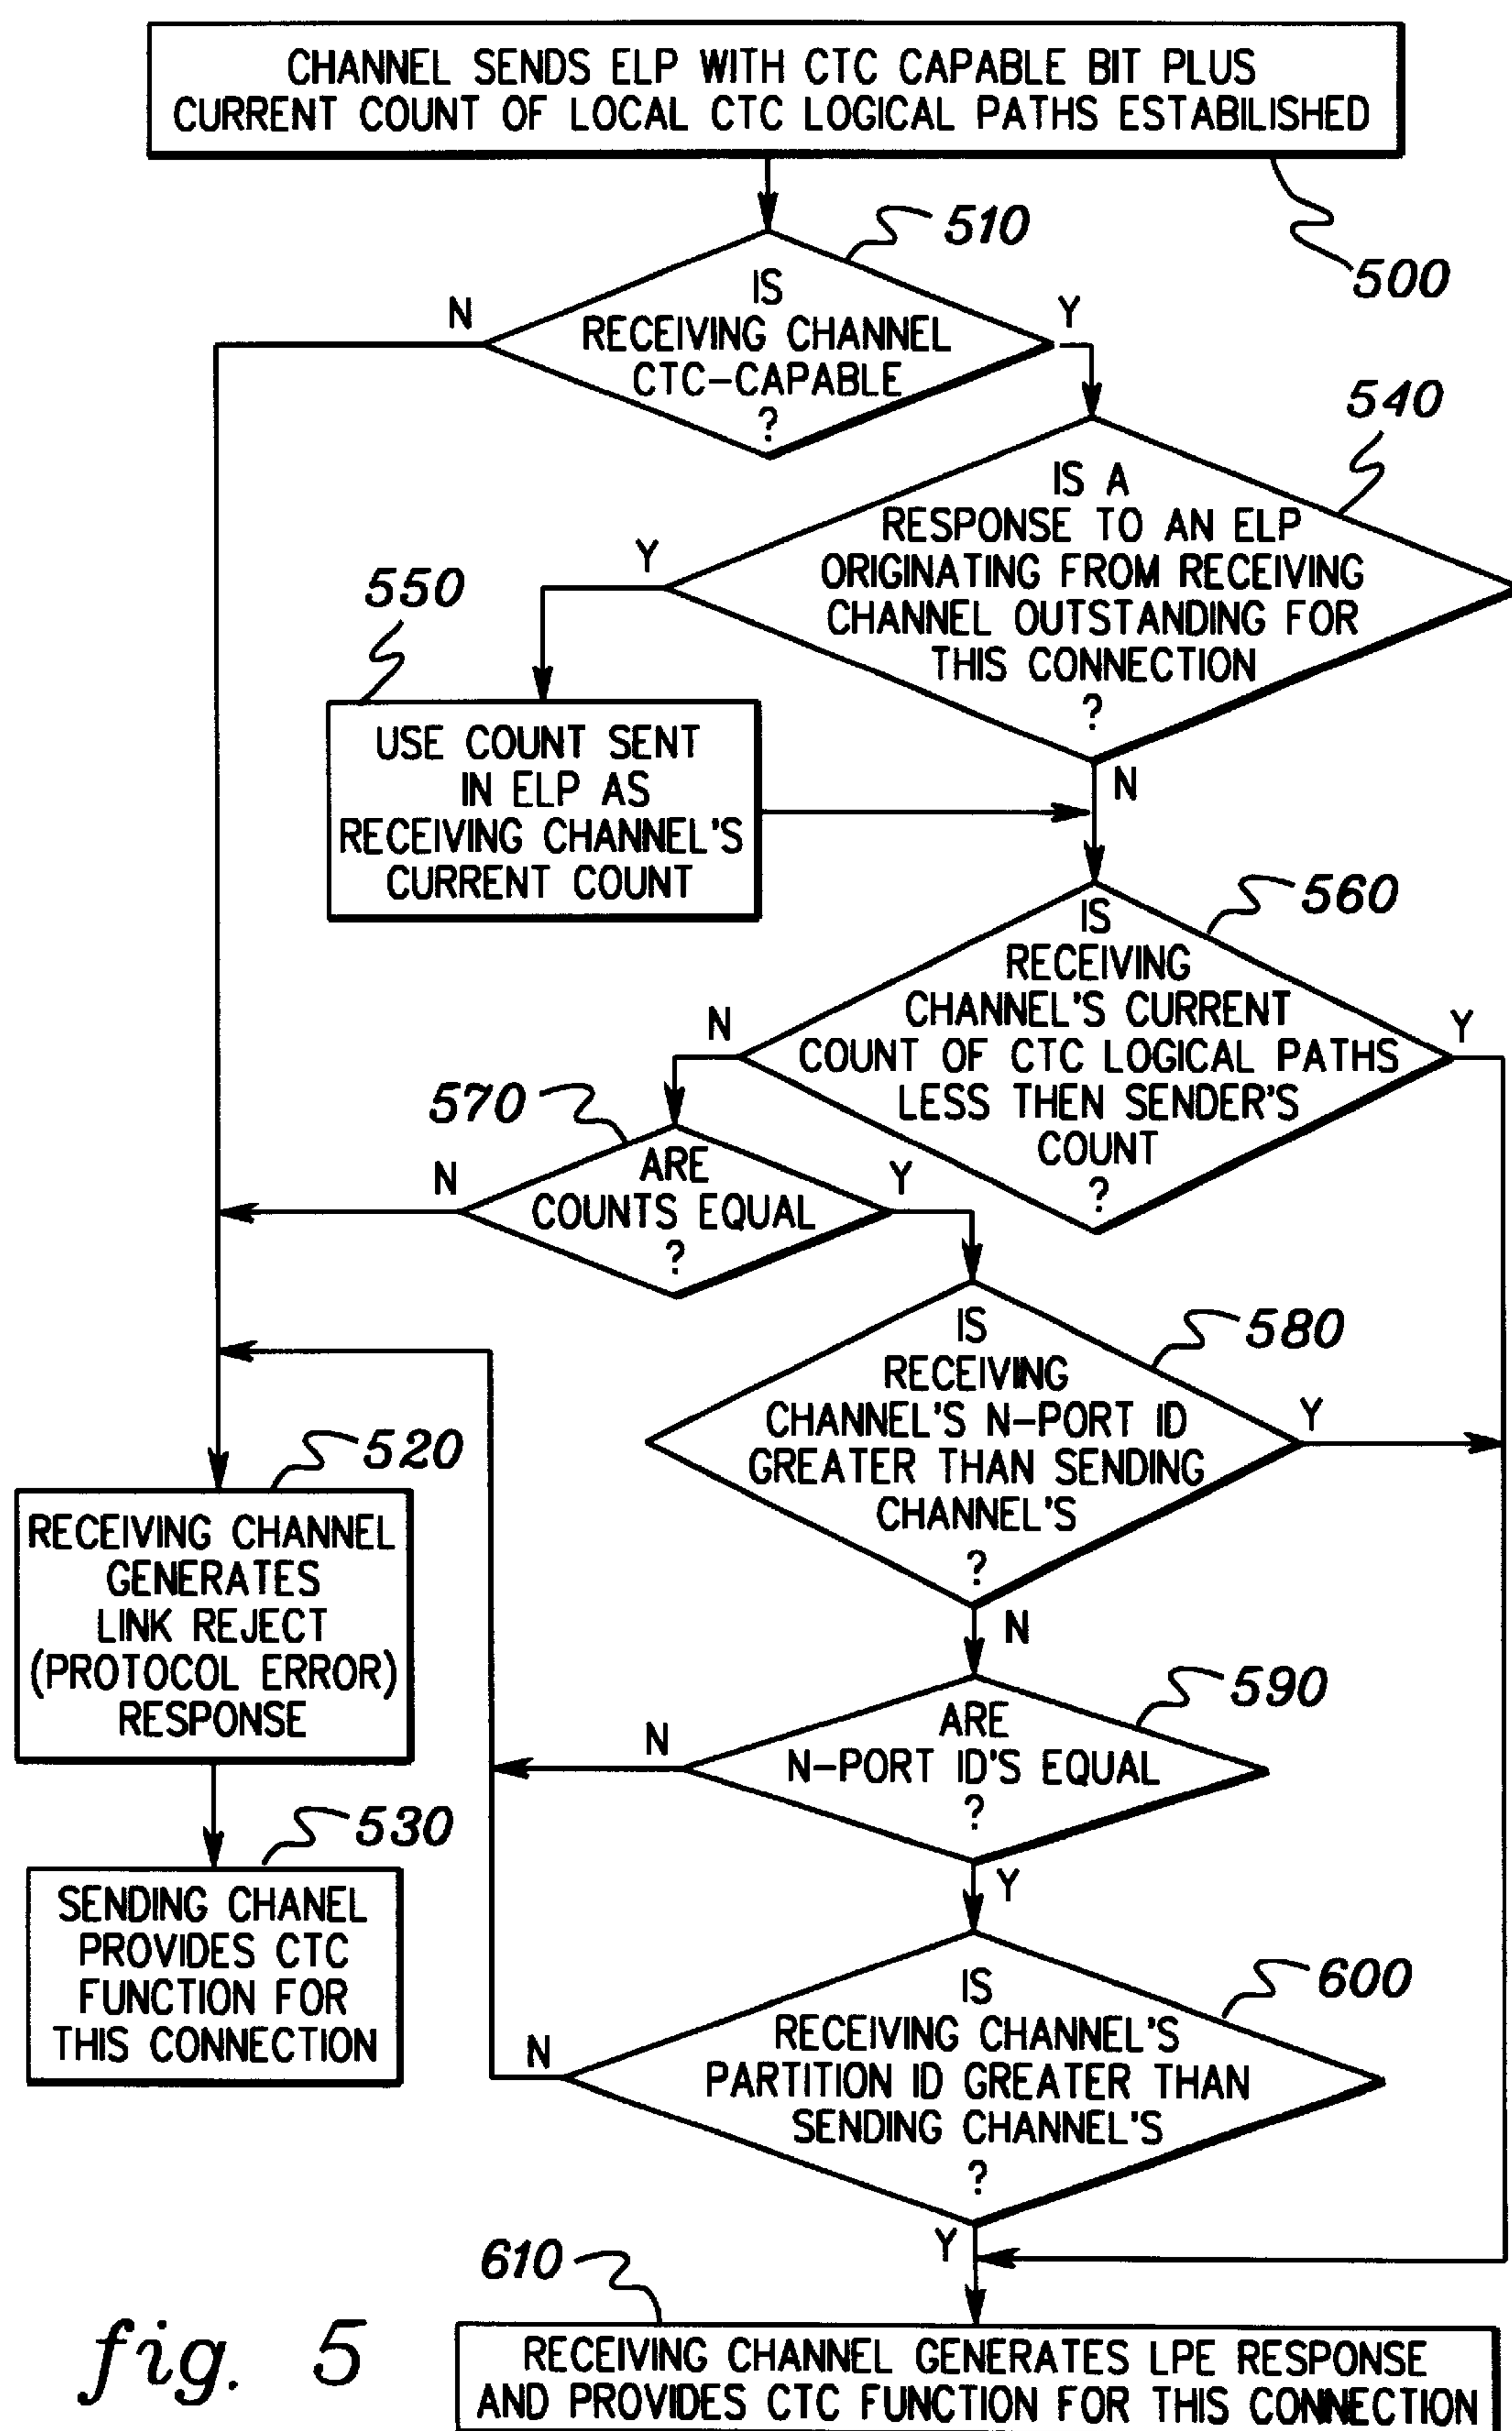 CHANNEL SENDS ELP WITH CTC CAPABLE BIT PLUS
CURRENT COUNT OF LOCAL CTC LOGICAL PATHS ESTABILISHED
500
510
IS
RECEIVING CHANNEL
CTC-CAPABLE
?
N
Y
540
IS A
RESPONSE TO AN ELP
ORIGINATING FROM RECEIVING
CHANNEL OUTSTANDING FOR
THIS CONNECTION
?
Y
N
550
USE COUNT SENT
IN ELP AS
RECEIVING CHANNEL'S
CURRENT COUNT
560
IS
RECEIVING
CHANNEL'S CURRENT
COUNT OF CTC LOGICAL PATHS
LESS THEN SENDER'S
COUNT
?
N
Y
570
ARE
COUNTS EQUAL
?
N
Y
580
IS
RECEIVING
CHANNEL'S N-PORT ID
GREATER THAN SENDING
CHANNEL'S
?
Y
N
520
RECEIVING CHANNEL
GENERATES
LINK REJECT
(PROTOCOL ERROR)
RESPONSE
590
ARE
N-PORT ID'S EQUAL
?
N
Y
530
SENDING CHANEL
PROVIDES CTC
FUNCTION FOR
THIS CONNECTION
600
IS
RECEIVING CHANNEL'S
PARTITION ID GREATER THAN
SENDING CHANNEL'S
?
N
Y
610
RECEIVING CHANNEL GENERATES LPE RESPONSE
AND PROVIDES CTC FUNCTION FOR THIS CONNECTION
fig. 5